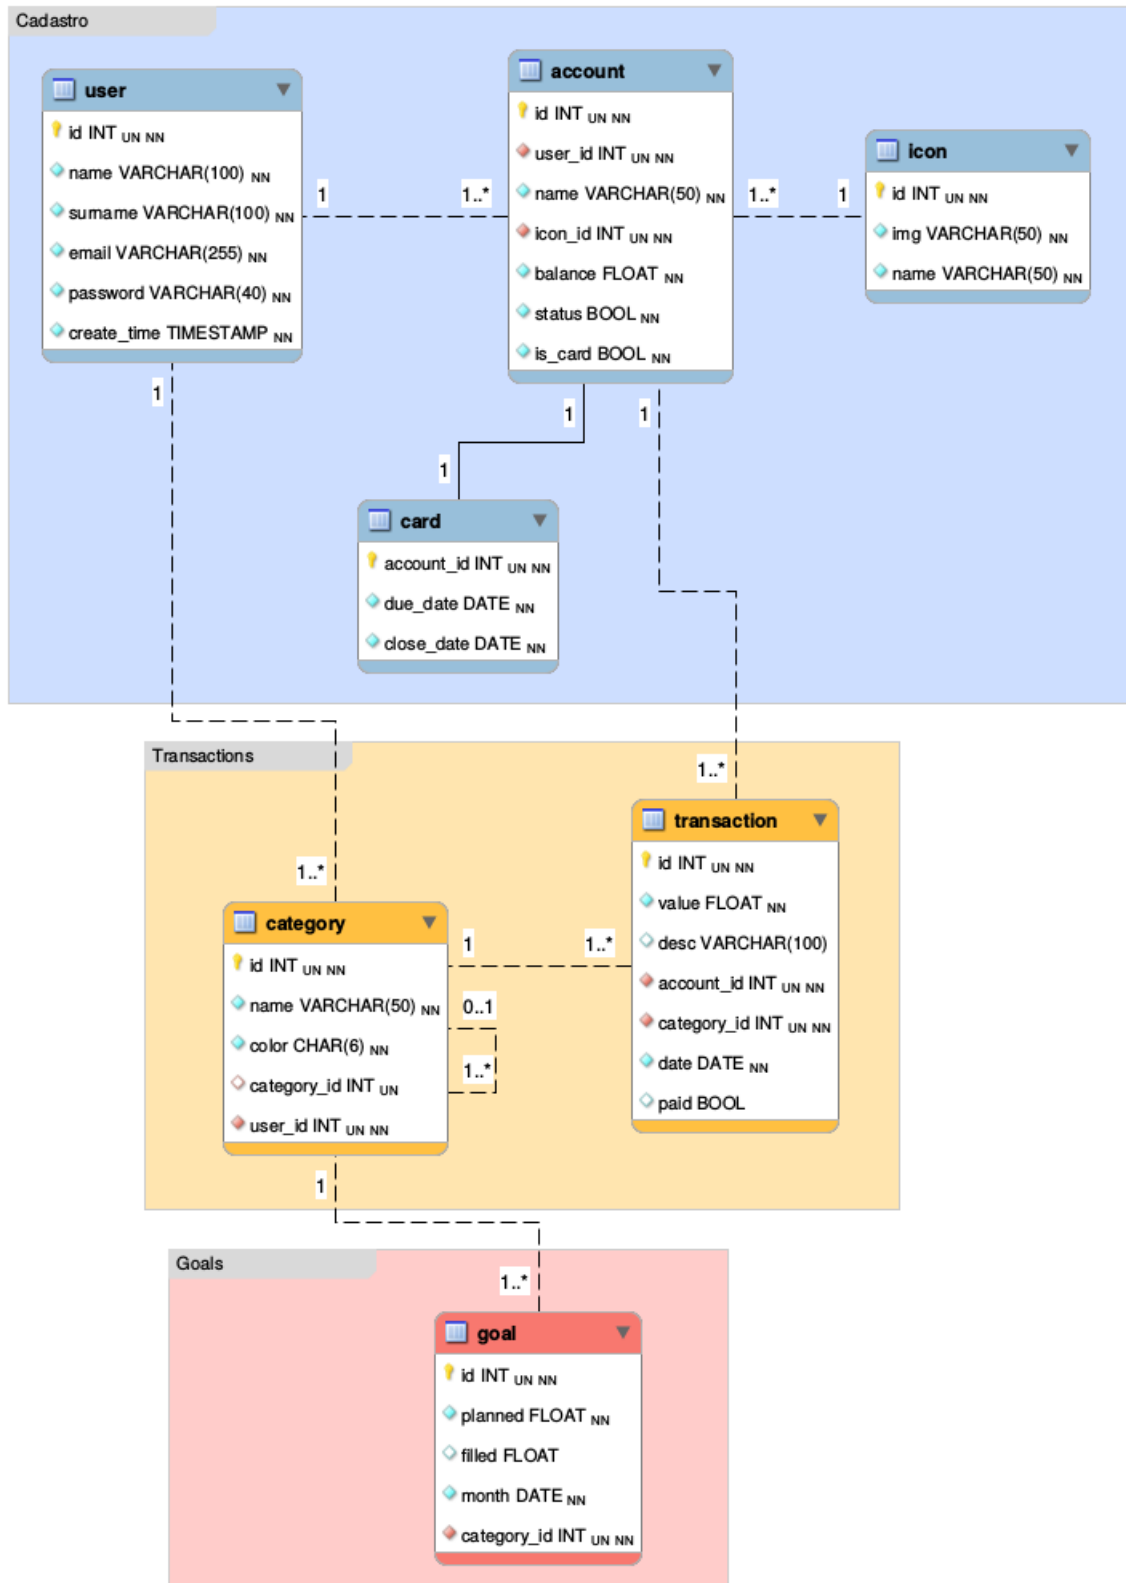 Cadastro
user
id INT UN NN
name VARCHAR(100) NN
surname VARCHAR(100) NN
email VARCHAR(255) NN
password VARCHAR(40) NN
create_time TIMESTAMP NN
1
1..*
account
id INT UN NN
user_id INT UN NN
name VARCHAR(50) NN
icon_id INT UN NN
balance FLOAT NN
status BOOL NN
is_card BOOL NN
1..*
1
icon
id INT UN NN
img VARCHAR(50) NN
name VARCHAR(50) NN
1
1
1
1
card
account_id INT UN NN
due_date DATE NN
close_date DATE NN
Transactions
1..*
1..*
category
id INT UN NN
name VARCHAR(50) NN
color CHAR(6) NN
category_id INT UN
user_id INT UN NN
1
1..*
0..1
1..*
transaction
id INT UN NN
value FLOAT NN
desc VARCHAR(100)
account_id INT UN NN
category_id INT UN NN
date DATE NN
paid BOOL
1
Goals
1..*
goal
id INT UN NN
planned FLOAT NN
filled FLOAT
month DATE NN
category_id INT UN NN